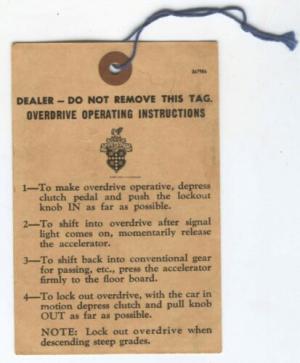 DEALER — DO NOT REMOVE THIS TAG.
OVERDRIVE OPERATING INSTRUCTIONS
1—To make overdrive operative, depress
clutch pedal and push the lockout
knob IN as far as possible.
2—To shift into overdrive after signal
light comes on, momentarily release
the accelerator.
3—To shift back into conventional gear
for passing, etc., press the accelerator
firmly to the floor board.
4—To lock out overdrive, with the car in
motion depress clutch and pull knob
OUT as far as possible.
NOTE: Lock out overdrive when
descending steep grades.